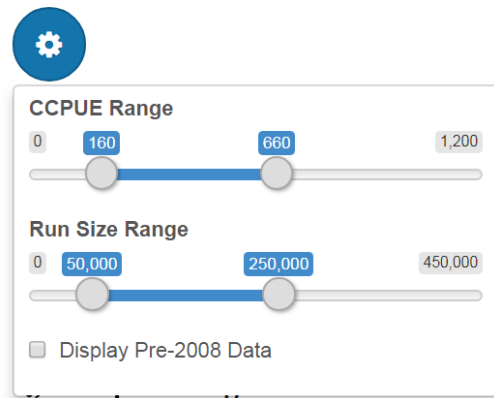 CCPUE Range
0 160 660 1,200
Run Size Range
0 50,000 250,000 450,000
Display Pre-2008 Data